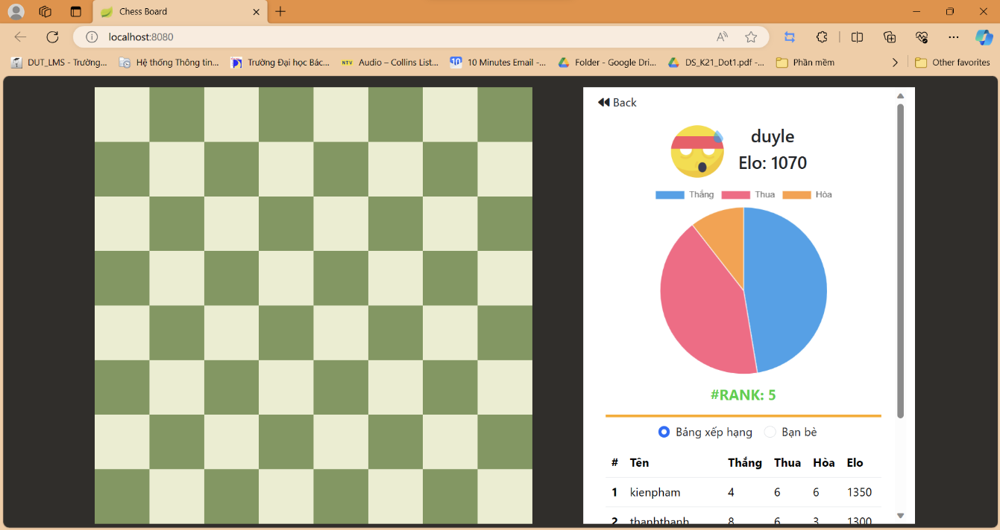 Chess Board
localhost:8080
DUT_LMS - Trường... Hệ thống Thông tin... Trường Đại học Bác... NTV Audio – Collins List... 10 10 Minutes Email -... Folder - Google Dri... DS_K21_Dot1.pdf -... Phần mềm Other favorites
Back
duyle
Elo: 1070
Thắng Thua Hòa
#RANK: 5
Bảng xếp hạng Bạn bè
# Tên Thắng Thua Hòa Elo
1 kienpham 4 6 6 1350
2 thanhthanh 8 6 3 1300